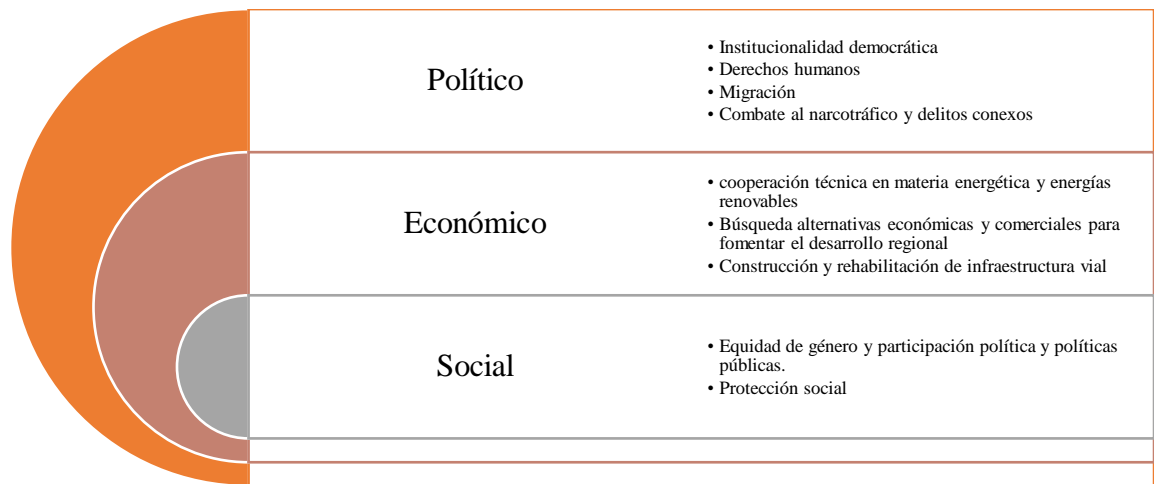 Político
• Institucionalidad democrática
• Derechos humanos
• Migración
• Combate al narcotráfico y delitos conexos
Económico
• cooperación técnica en materia energética y energías
renovables
• Búsqueda alternativas económicas y comerciales para
fomentar el desarrollo regional
• Construcción y rehabilitación de infraestructura vial
Social
• Equidad de género y participación política y políticas
públicas.
• Protección social